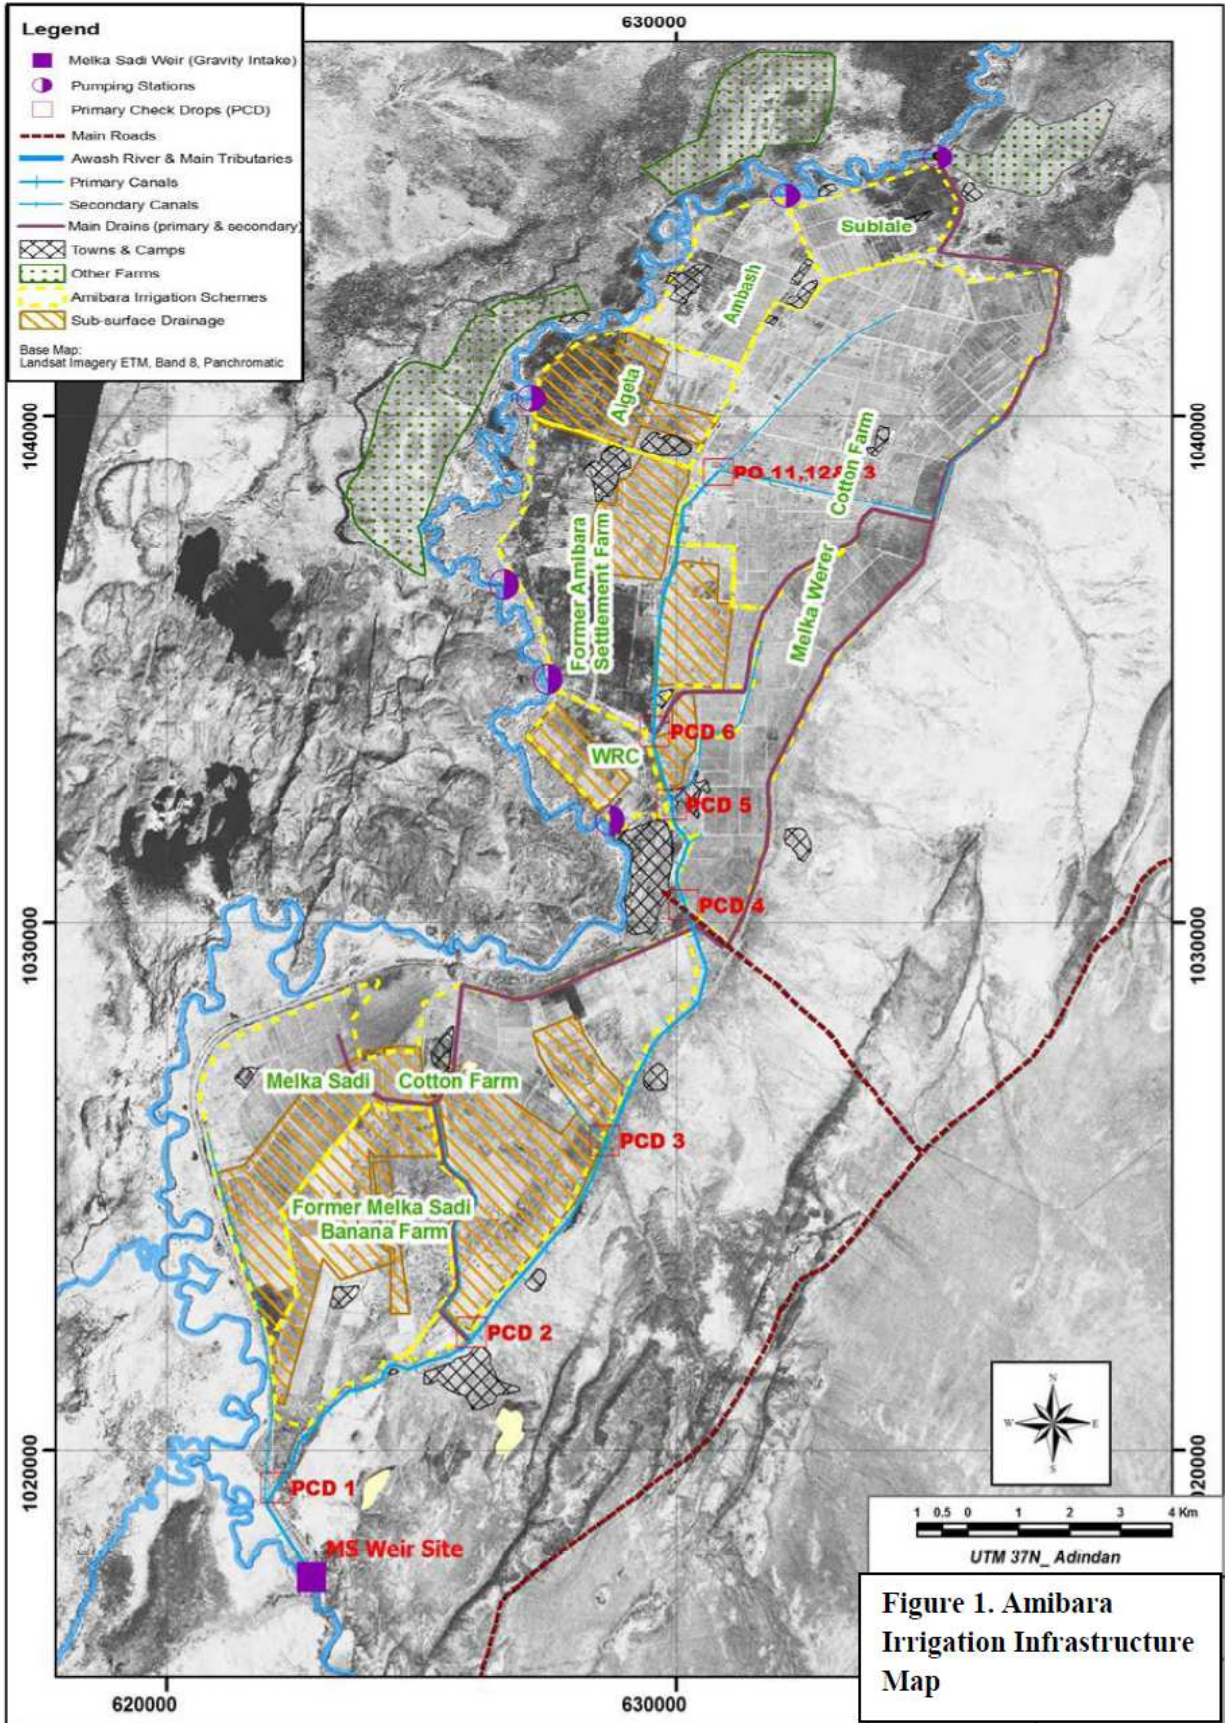 630000
Legend
Melka Sadi Weir (Gravity Intake)
Pumping Stations
Primary Check Drops (PCD)
Main Roads
Awash River & Main Tributaries
Primary Canals
Secondary Canals
Main Drains (primary & secondary)
Towns & Camps
Other Farms
Amibara Irrigation Schemes
Sub-surface Drainage
Base Map:
Landsat Imagery ETM, Band 8, Panchromatic
Sublale
Ambash
Algeta
1040000
1040000
Cotton Farm
PO 11,12&13
Former Amibara
Settlement Farm
Melka Werer
PCD 6
WRC
PCD 5
PCD 4
1030000
1030000
Melka Sadi
Cotton Farm
PCD 3
Former Melka Sadi
Banana Farm
PCD 2
N
W
E
S
1020000
020000
PCD 1
MS Weir Site
1 0.5 0 1 2 3 4 Km
UTM 37N_ Adindan
Figure 1. Amibara
Irrigation Infrastructure
Map
620000
630000